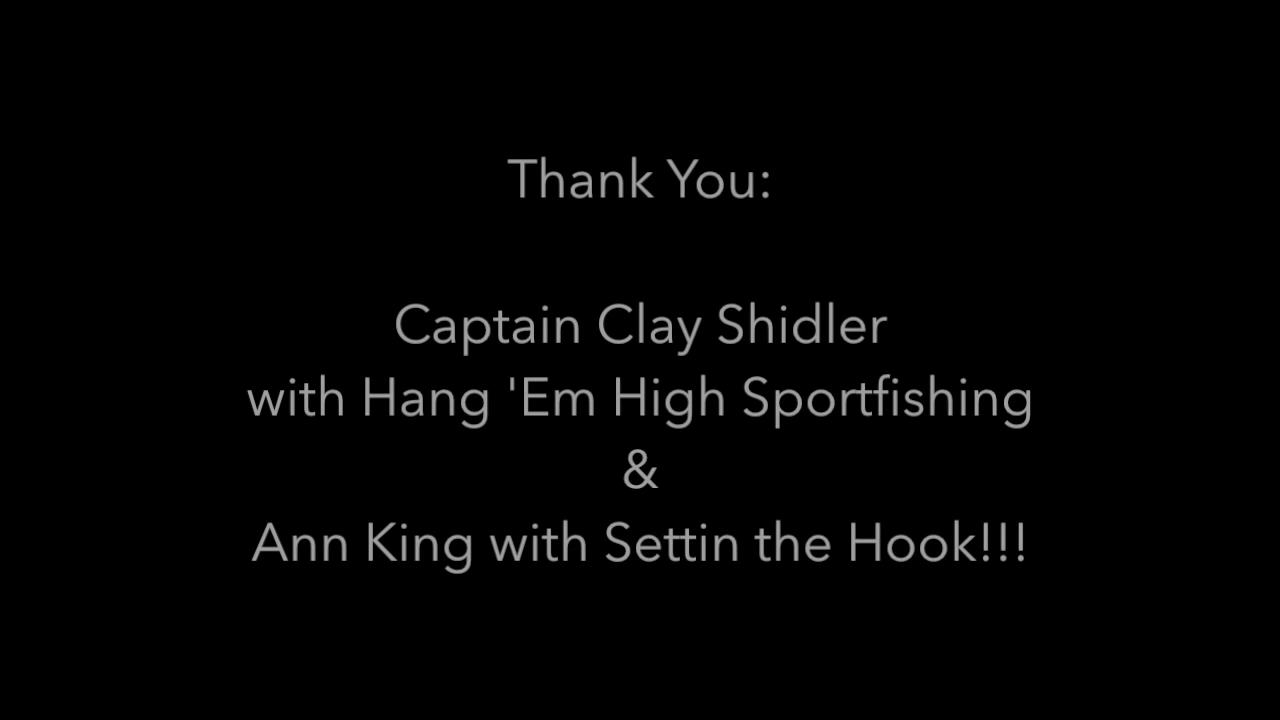 Thank You:
Captain Clay Shidler
with Hang 'Em High Sportfishing
&
Ann King with Settin the Hook!!!